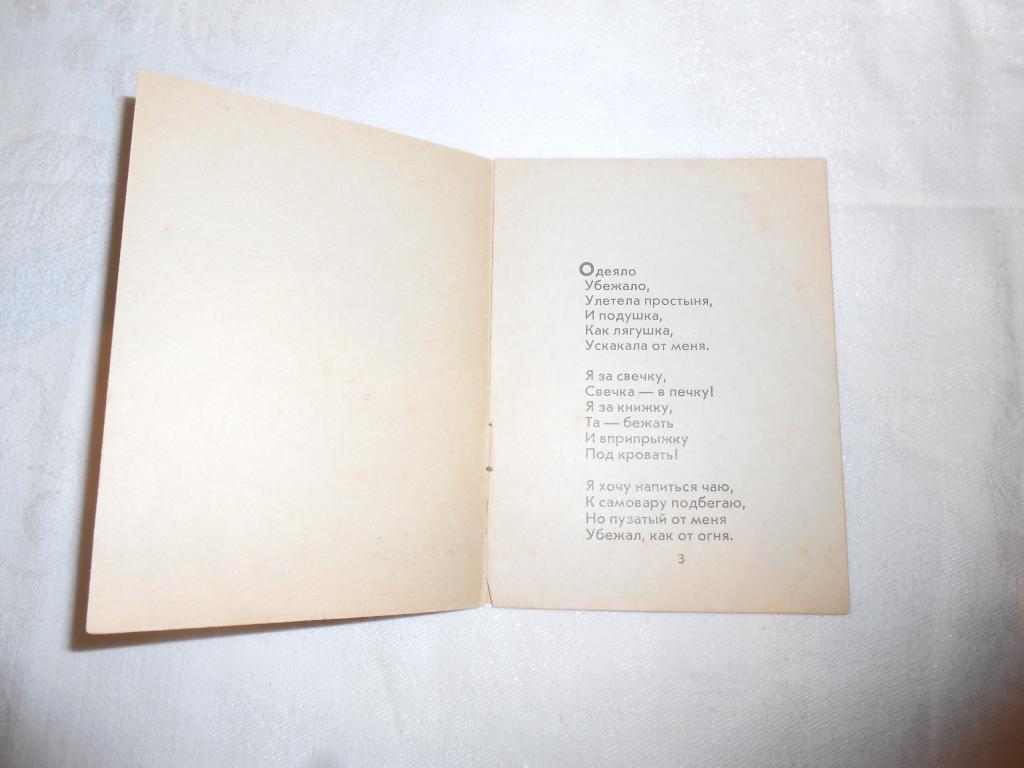 Одеяло
Убежало,
Улетела простыня,
И подушка,
Как лягушка,
Ускакала от меня.
Я за свечку,
Свечка — в печку!
Я за книжку,
Та — бежать
И вприпрыжку
Под кровать!
Я хочу напиться чаю,
К самовару подбегаю,
Но пузатый от меня
Убежал, как от огня.
3